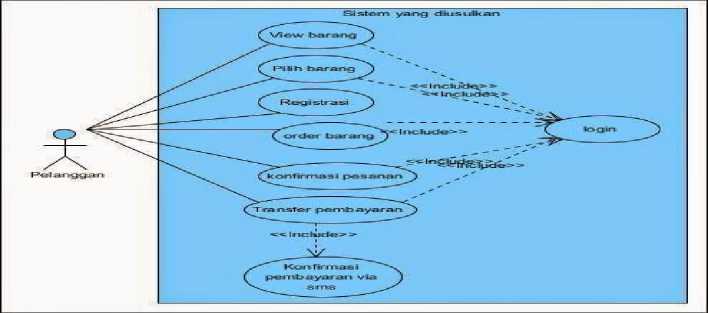 Sistem yang diusulkan
View barang
Pilih barang
<<Include>>
<<Include>>
Registrasi
order barang
<<Include>>
login
Pelanggan
konfirmasi pesanan
<<Include>>
<<Include>>
Transfer pembayaran
<<Include>>
Konfirmasi
pembayaran via
sms